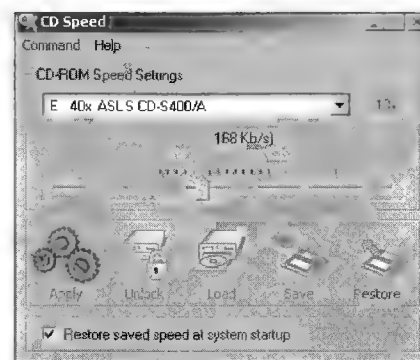 CD Speed
Command Help
CD-ROM Speed Settings
E 40x ASUS CD-S400/A
168 Kb/s)
Apply Unlock Load Save Restore
Restore saved speed at system startup